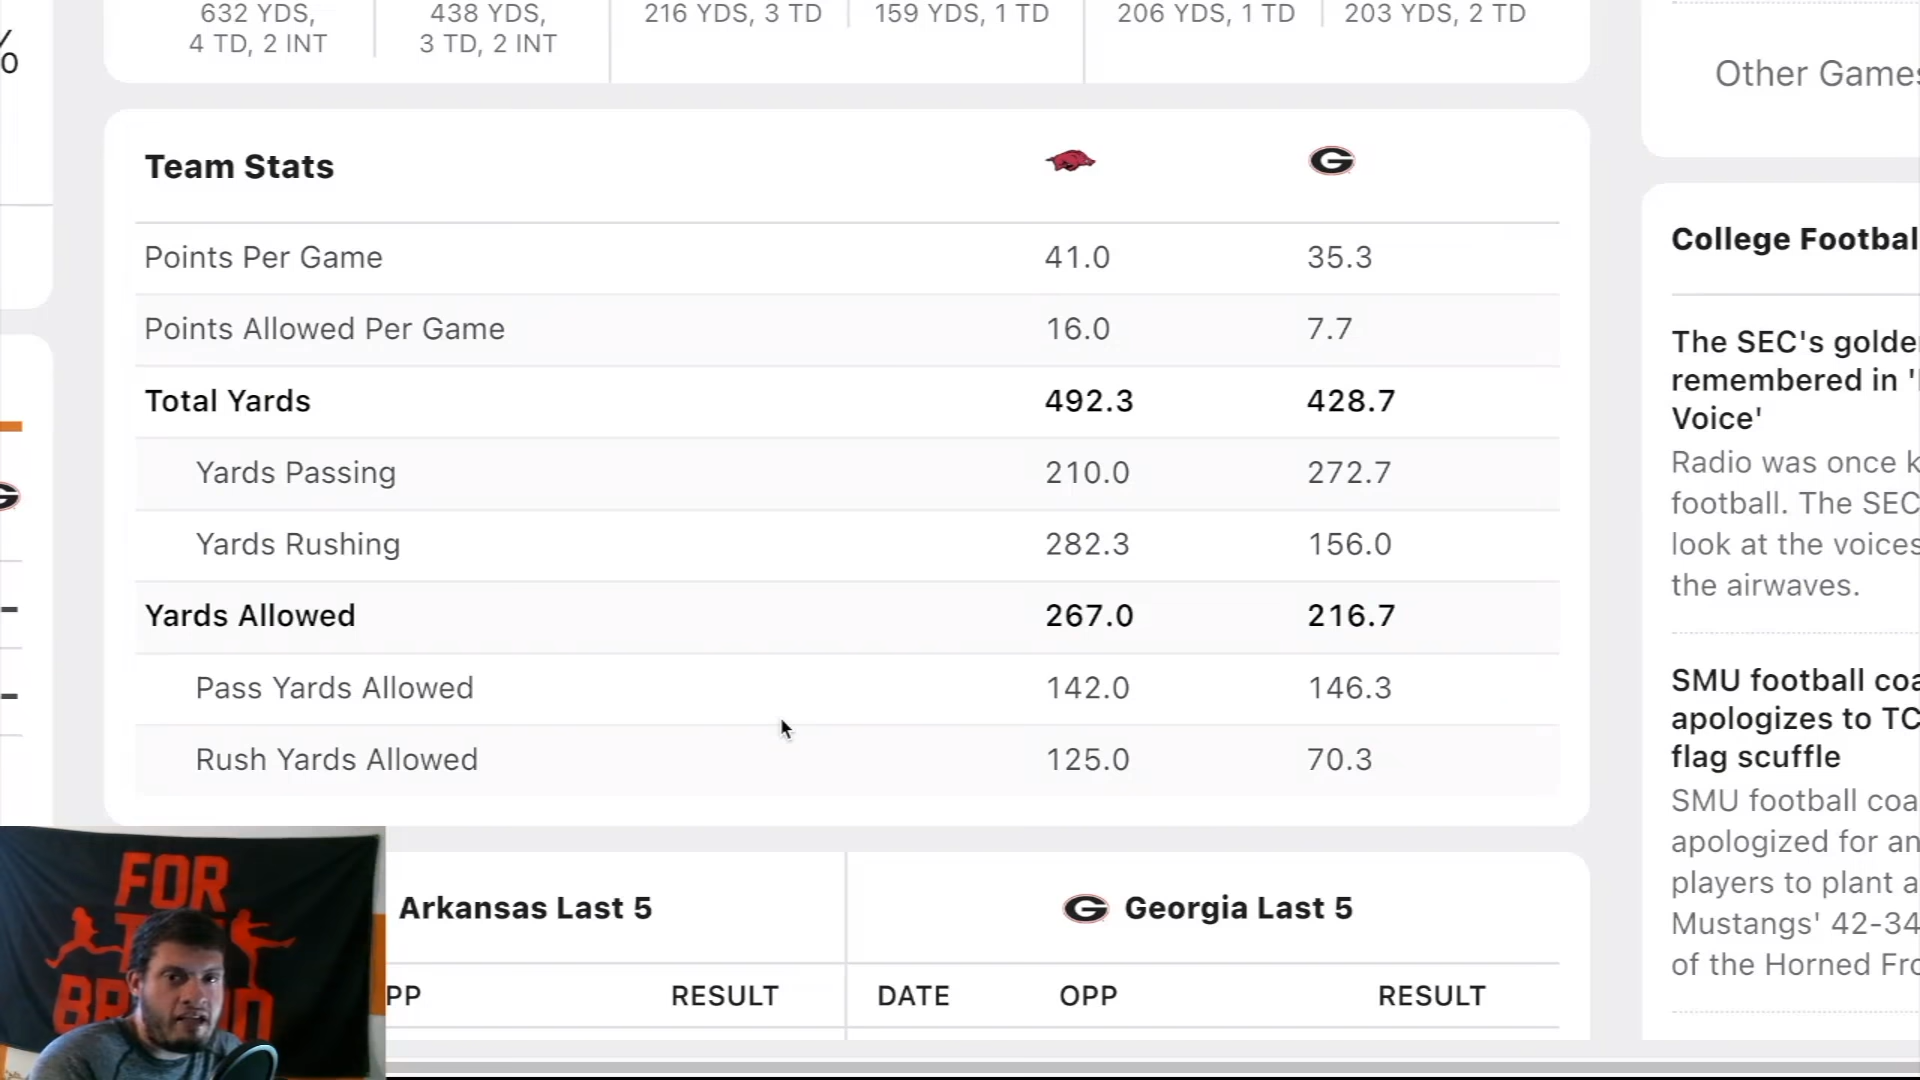 %
632 YDS,
4 TD, 2 INT
438 YDS,
3 TD, 2 INT
216 YDS, 3 TD
159 YDS, 1 TD
206 YDS, 1 TD
203 YDS, 2 TD
Team Stats
G
Points Per Game 41.0 35.3
Points Allowed Per Game 16.0 7.7
Total Yards 492.3 428.7
Yards Passing 210.0 272.7
Yards Rushing 282.3 156.0
Yards Allowed 267.0 216.7
Pass Yards Allowed 142.0 146.3
Rush Yards Allowed 125.0 70.3
Arkansas Last 5
PP RESULT
G Georgia Last 5
DATE OPP RESULT
Other Games
College Footbal
The SEC's golde
remembered in '
Voice'
Radio was once k
football. The SEC
look at the voices
the airwaves.
SMU football coa
apologizes to TC
flag scuffle
SMU football coa
apologized for an
players to plant a
Mustangs' 42-34
of the Horned Fro
FOR